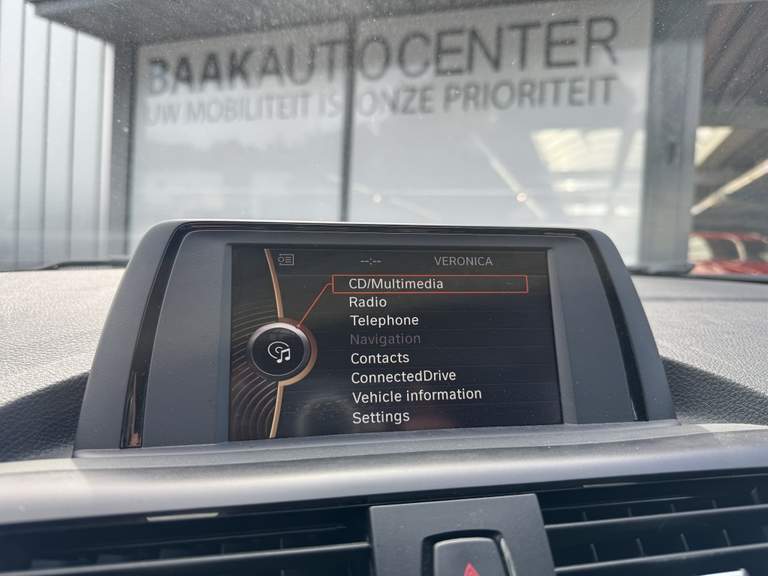 BAAKAUTOCENTER
UW MOBILITEIT IS ONZE PRIORITEIT
--:-- VERONICA
CD/Multimedia
Radio
Telephone
Navigation
Contacts
ConnectedDrive
Vehicle information
Settings